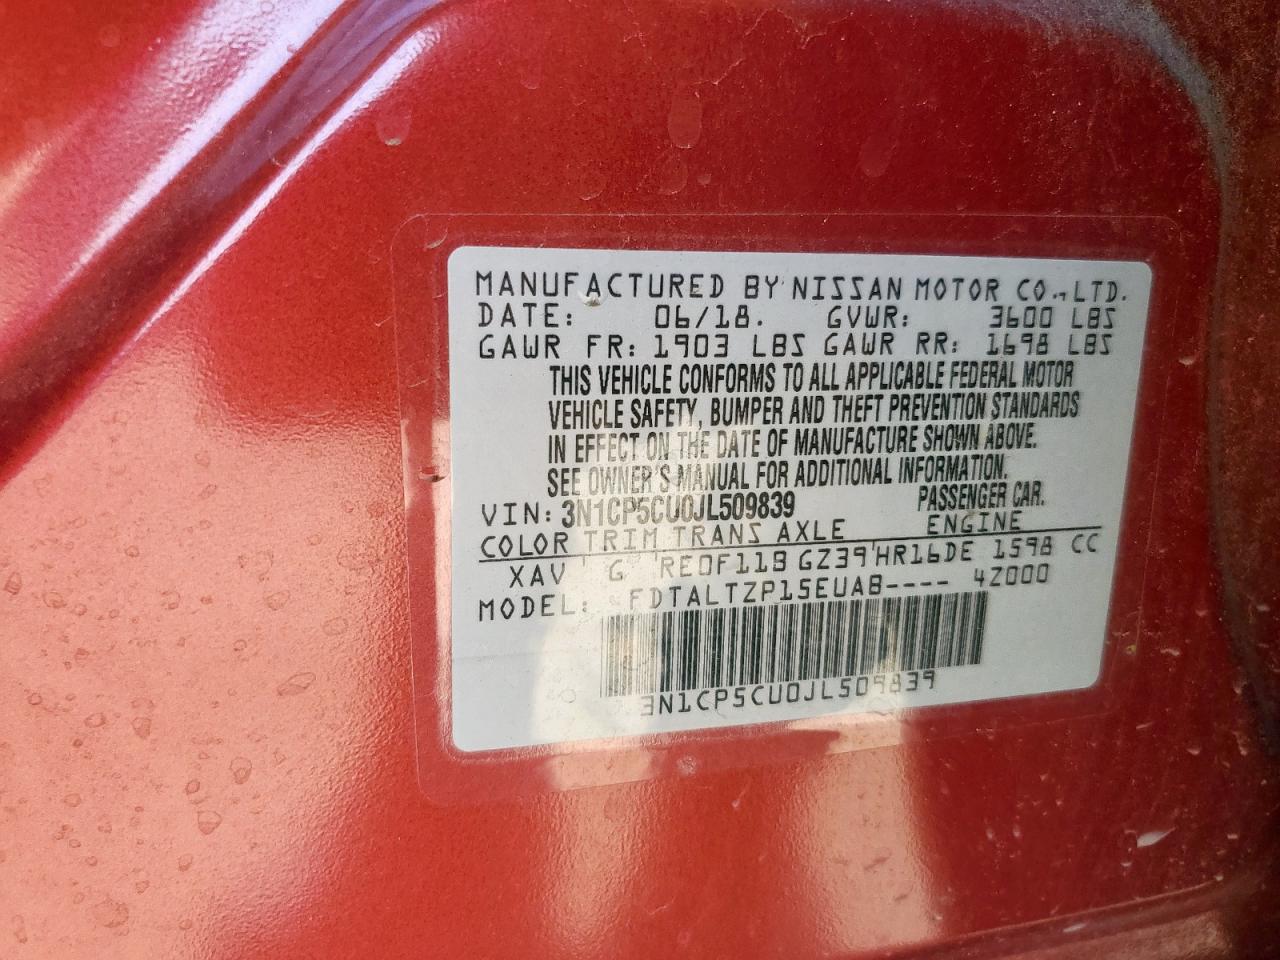 MANUFACTURED BY NISSAN MOTOR CO., LTD.
DATE: 06/18. GVWR: 3600 LBS
GAWR FR: 1903 LBS GAWR RR: 1698 LBS
THIS VEHICLE CONFORMS TO ALL APPLICABLE FEDERAL MOTOR
VEHICLE SAFETY, BUMPER AND THEFT PREVENTION STANDARDS
IN EFFECT ON THE DATE OF MANUFACTURE SHOWN ABOVE.
SEE OWNER'S MANUAL FOR ADDITIONAL INFORMATION.
VIN: 3N1CP5CU0JL509839 PASSENGER CAR.
COLOR TRIM TRANS AXLE ENGINE
XAV G RE0F11B GZ39 HR16DE 1598 CC
MODEL: FDTALTZP15EUAB---- 4Z000
3N1CP5CU0JL509839